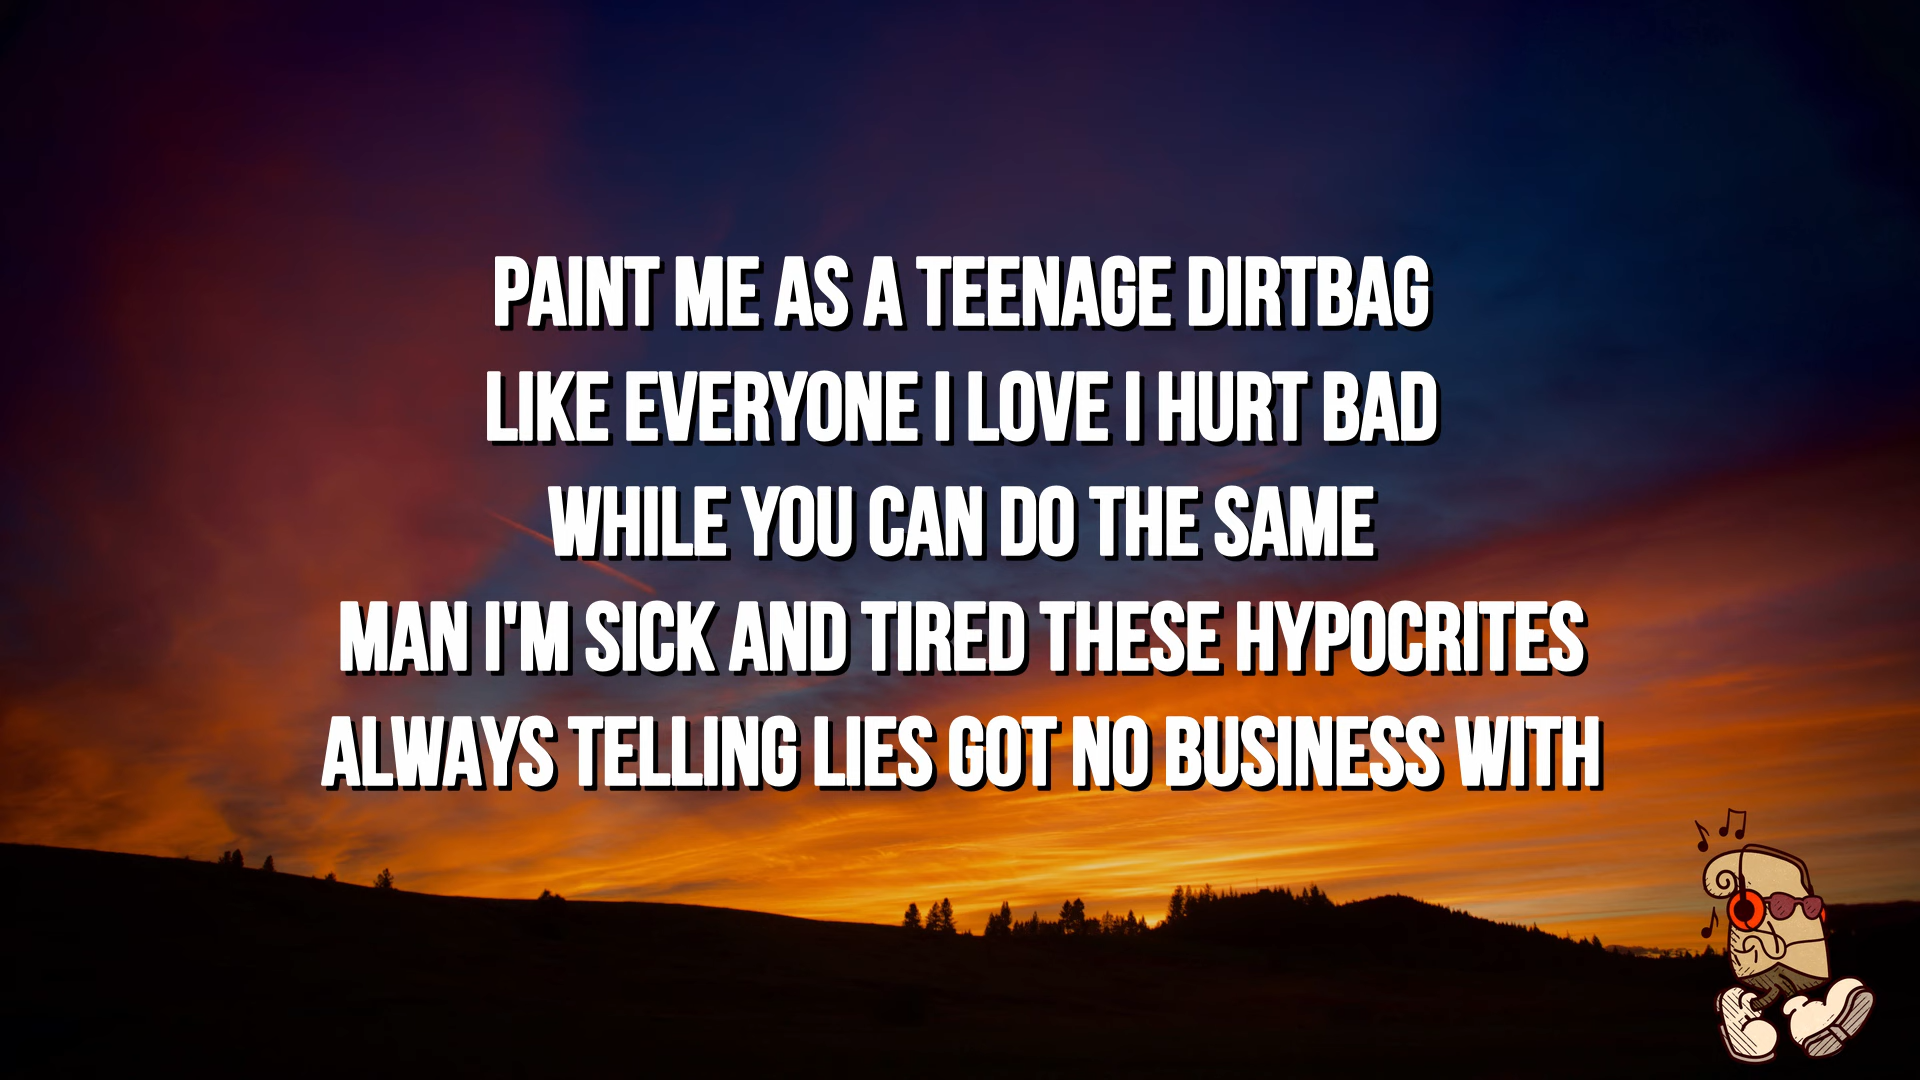 PAINT ME AS A TEENAGE DIRTBAG
LIKE EVERYONE I LOVE I HURT BAD
WHILE YOU CAN DO THE SAME
MAN I'M SICK AND TIRED THESE HYPOCRITES
ALWAYS TELLING LIES GOT NO BUSINESS WITH